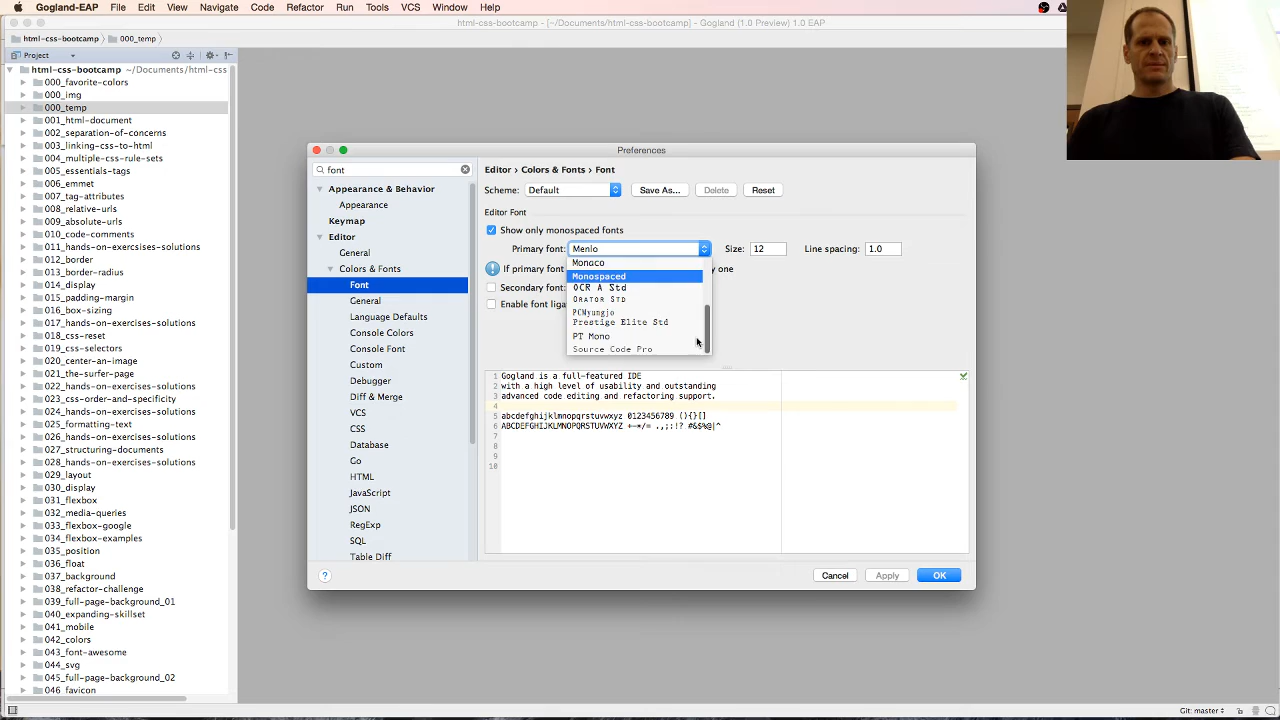 Gogland-EAP File Edit View Navigate Code Refactor Run Tools VCS Window Help
html-css-bootcamp - [~/Documents/html-css-bootcamp] - Gogland (1.0 Preview) 1.0 EAP
html-css-bootcamp 000_temp
Project
html-css-bootcamp ~/Documents/html-css
000_favorite-colors
000_img
000_temp
001_html-document
002_separation-of-concerns
003_linking-css-to-html
004_multiple-css-rule-sets
005_essentials-tags
006_emmet
007_tag-attributes
008_relative-urls
009_absolute-urls
010_code-comments
011_hands-on-exercises-solutions
012_border
013_border-radius
014_display
015_padding-margin
016_box-sizing
017_hands-on-exercises-solutions
018_css-reset
019_css-selectors
020_center-an-image
021_the-surfer-page
022_hands-on-exercises-solutions
023_css-order-and-specificity
024_hands-on-exercises-solutions
025_formatting-text
026_hands-on-exercises-solutions
027_structuring-documents
028_hands-on-exercises-solutions
029_layout
030_display
031_flexbox
032_media-queries
033_flexbox-google
034_flexbox-examples
035_position
036_float
037_background
038_refactor-challenge
039_full-page-background_01
040_expanding-skillset
041_mobile
042_colors
043_font-awesome
044_svg
045_full-page-background_02
046_favicon
Preferences
font
Appearance & Behavior
Appearance
Keymap
Editor
General
Colors & Fonts
Font
General
Language Defaults
Console Colors
Console Font
Custom
Debugger
Diff & Merge
VCS
CSS
Database
Go
HTML
JavaScript
JSON
RegExp
SQL
Table Diff
Editor › Colors & Fonts › Font
Scheme: Default Save As... Delete Reset
Editor Font
Show only monospaced fonts
Primary font: Menlo Size: 12 Line spacing: 1.0
If primary font
Secondary font:
Enable font liga
Monaco
Monospaced
OCR A Std
Orator Std
PCMyungjo
Prestige Elite Std
PT Mono
Source Code Pro
y one
1 Gogland is a full-featured IDE
2 with a high level of usability and outstanding
3 advanced code editing and refactoring support.
4
5 abcdefghijklmnopqrstuvwxyz 0123456789 (){}[]
6 ABCDEFGHIJKLMNOPQRSTUVWXYZ +-*/= .,;:!? #&$%@|^
7
8
9
10
? Cancel Apply OK
Git: master